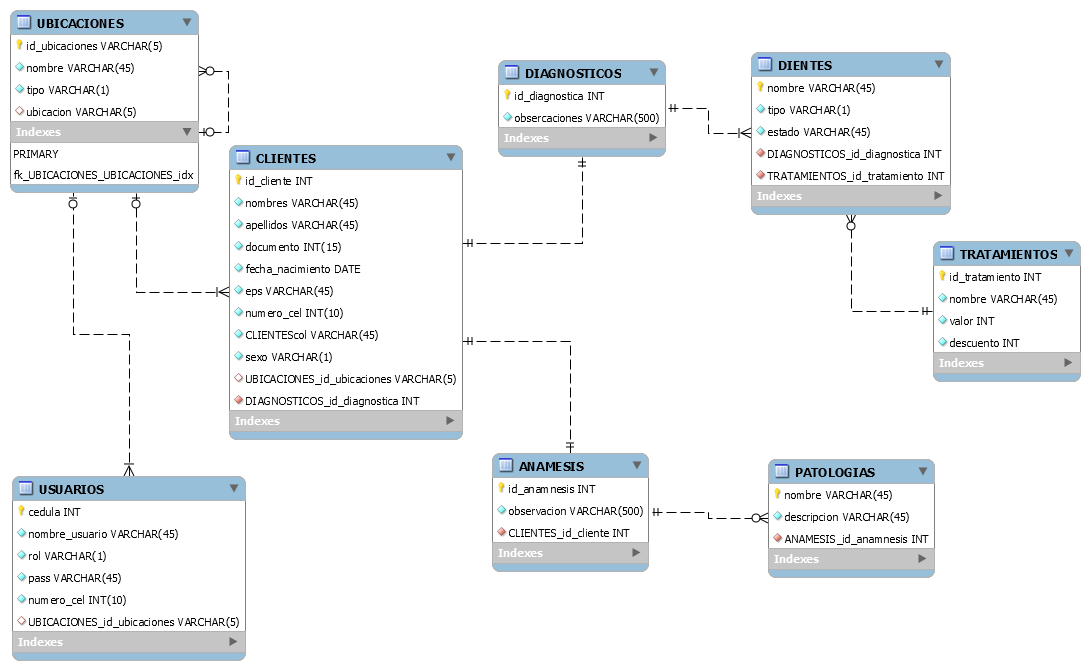 UBICACIONES
id_ubicaciones VARCHAR(5)
nombre VARCHAR(45)
tipo VARCHAR(1)
ubicacion VARCHAR(5)
Indexes
PRIMARY
fk_UBICACIONES_UBICACIONES_idx
CLIENTES
id_cliente INT
nombres VARCHAR(45)
apellidos VARCHAR(45)
documento INT(15)
fecha_nacimiento DATE
eps VARCHAR(45)
numero_cel INT(10)
CLIENTEScol VARCHAR(45)
sexo VARCHAR(1)
UBICACIONES_id_ubicaciones VARCHAR(5)
DIAGNOSTICOS_id_diagnostica INT
Indexes
DIAGNOSTICOS
id_diagnostica INT
obsercaciones VARCHAR(500)
Indexes
DIENTES
nombre VARCHAR(45)
tipo VARCHAR(1)
estado VARCHAR(45)
DIAGNOSTICOS_id_diagnostica INT
TRATAMIENTOS_id_tratamiento INT
Indexes
TRATAMIENTOS
id_tratamiento INT
nombre VARCHAR(45)
valor INT
descuento INT
Indexes
USUARIOS
cedula INT
nombre_usuario VARCHAR(45)
rol VARCHAR(1)
pass VARCHAR(45)
numero_cel INT(10)
UBICACIONES_id_ubicaciones VARCHAR(5)
Indexes
ANAMESIS
id_anamnesis INT
observacion VARCHAR(500)
CLIENTES_id_cliente INT
Indexes
PATOLOGIAS
nombre VARCHAR(45)
descripcion VARCHAR(45)
ANAMESIS_id_anamnesis INT
Indexes